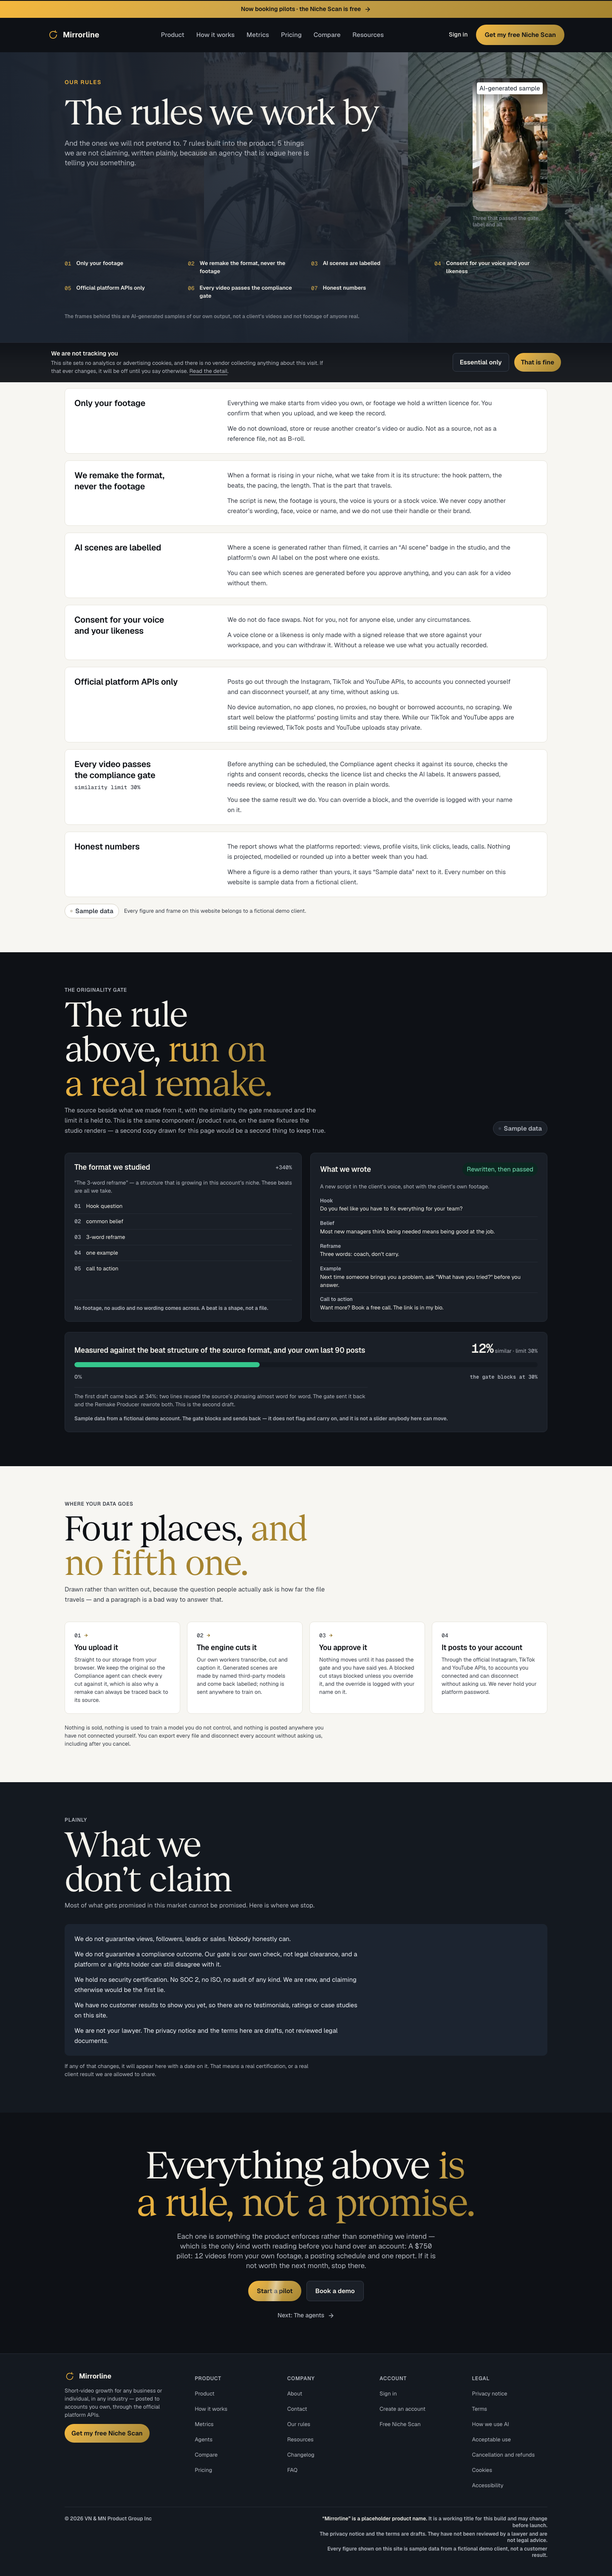 Now booking pilots · the Niche Scan is free →
Mirrorline
Product
How it works
Metrics
Pricing
Compare
Resources
Sign in
Get my free Niche Scan
OUR RULES
The rules we work by
And the ones we will not pretend to. 7 rules built into the product, 5 things
we are not claiming, written plainly, because an agency that is vague here is
telling you something.
AI-generated sample
Three that passed the gate,
label and all.
01 Only your footage
02 We remake the format, never the
footage
03 AI scenes are labelled
04 Consent for your voice and your
likeness
05 Official platform APIs only
06 Every video passes the compliance
gate
07 Honest numbers
The frames behind this are AI-generated samples of our own output, not a client's videos and not footage of anyone real.
We are not tracking you
This site sets no analytics or advertising cookies, and there is no vendor collecting anything about this visit. If
that ever changes, it will be off until you say otherwise. Read the detail.
Essential only
That is fine
Only your footage
Everything we make starts from video you own, or footage we hold a written licence for. You
confirm that when you upload, and we keep the record.
We do not download, store or reuse another creator's video or audio. Not as a source, not as a
reference file, not as B-roll.
We remake the format,
never the footage
When a format is rising in your niche, what we take from it is its structure: the hook pattern, the
beats, the pacing, the length. That is the part that travels.
The script is new, the footage is yours, the voice is yours or a stock voice. We never copy another
creator's wording, face, voice or name, and we do not use their handle or their brand.
AI scenes are labelled
Where a scene is generated rather than filmed, it carries an "AI scene" badge in the studio, and the
platform's own AI label on the post where one exists.
You can see which scenes are generated before you approve anything, and you can ask for a video
without them.
Consent for your voice
and your likeness
We do not do face swaps. Not for you, not for anyone else, under any circumstances.
A voice clone or a likeness is only made with a signed release that we store against your
workspace, and you can withdraw it. Without a release we use what you actually recorded.
Official platform APIs only
Posts go out through the Instagram, TikTok and YouTube APIs, to accounts you connected yourself
and can disconnect yourself, at any time, without asking us.
No device automation, no app clones, no proxies, no bought or borrowed accounts, no scraping. We
start well below the platforms' posting limits and stay there. While our TikTok and YouTube apps are
still being reviewed, TikTok posts and YouTube uploads stay private.
Every video passes
the compliance gate
similarity limit 30%
Before anything can be scheduled, the Compliance agent checks it against its source, checks the
rights and consent records, checks the licence list and checks the AI labels. It answers passed,
needs review, or blocked, with the reason in plain words.
You see the same result we do. You can override a block, and the override is logged with your name
on it.
Honest numbers
The report shows what the platforms reported: views, profile visits, link clicks, leads, calls. Nothing
is projected, modelled or rounded up into a better week than you had.
Where a figure is a demo rather than yours, it says "Sample data" next to it. Every number on this
website is sample data from a fictional client.
Sample data
Every figure and frame on this website belongs to a fictional demo client.
THE ORIGINALITY GATE
The rule
above, run on
a real remake.
The source beside what we made from it, with the similarity the gate measured and the
limit it is held to. This is the same component /product runs, on the same fixtures the
studio renders — a second copy drawn for this page would be a second thing to keep true.
Sample data
The format we studied
+340%
"The 3-word reframe" — a structure that is growing in this account's niche. These beats
are all we take.
01 Hook question
02 common belief
03 3-word reframe
04 one example
05 call to action
No footage, no audio and no wording comes across. A beat is a shape, not a file.
What we wrote
Rewritten, then passed
A new script in the client's voice, shot with the client's own footage.
Hook
Do you feel like you have to fix everything for your team?
Belief
Most new managers think being needed means being good at the job.
Reframe
Three words: coach, don't carry.
Example
Next time someone brings you a problem, ask "What have you tried?" before you
answer.
Call to action
Want more? Book a free call. The link is in my bio.
Measured against the beat structure of the source format, and your own last 90 posts
12% similar · limit 30%
0%
the gate blocks at 30%
The first draft came back at 34%: two lines reused the source's phrasing almost word for word. The gate sent it back
and the Remake Producer rewrote both. This is the second draft.
Sample data from a fictional demo account. The gate blocks and sends back — it does not flag and carry on, and it is not a slider anybody here can move.
WHERE YOUR DATA GOES
Four places, and
no fifth one.
Drawn rather than written out, because the question people actually ask is how far the file
travels — and a paragraph is a bad way to answer that.
01 →
You upload it
Straight to our storage from your
browser. We keep the original so the
Compliance agent can check every
cut against it, which is also why a
remake can always be traced back to
its source.
02 →
The engine cuts it
Our own workers transcribe, cut and
caption it. Generated scenes are
made by named third-party models
and come back labelled; nothing is
sent anywhere to train on.
03 →
You approve it
Nothing moves until it has passed the
gate and you have said yes. A blocked
cut stays blocked unless you override
it, and the override is logged with your
name on it.
04
It posts to your account
Through the official Instagram, TikTok
and YouTube APIs, to accounts you
connected and can disconnect
without asking us. We never hold your
platform password.
Nothing is sold, nothing is used to train a model you do not control, and nothing is posted anywhere you
have not connected yourself. You can export every file and disconnect every account without asking us,
including after you cancel.
PLAINLY
What we
don't claim
Most of what gets promised in this market cannot be promised. Here is where we stop.
We do not guarantee views, followers, leads or sales. Nobody honestly can.
We do not guarantee a compliance outcome. Our gate is our own check, not legal clearance, and a
platform or a rights holder can still disagree with it.
We hold no security certification. No SOC 2, no ISO, no audit of any kind. We are new, and claiming
otherwise would be the first lie.
We have no customer results to show you yet, so there are no testimonials, ratings or case studies
on this site.
We are not your lawyer. The privacy notice and the terms here are drafts, not reviewed legal
documents.
If any of that changes, it will appear here with a date on it. That means a real certification, or a real
client result we are allowed to share.
Everything above is
a rule, not a promise.
Each one is something the product enforces rather than something we intend —
which is the only kind worth reading before you hand over an account: A $750
pilot: 12 videos from your own footage, a posting schedule and one report. If it is
not worth the next month, stop there.
Start a pilot
Book a demo
Next: The agents →
Mirrorline
Short-video growth for any business or
individual, in any industry — posted to
accounts you own, through the official
platform APIs.
Get my free Niche Scan
PRODUCT
Product
How it works
Metrics
Agents
Compare
Pricing
COMPANY
About
Contact
Our rules
Resources
Changelog
FAQ
ACCOUNT
Sign in
Create an account
Free Niche Scan
LEGAL
Privacy notice
Terms
How we use AI
Acceptable use
Cancellation and refunds
Cookies
Accessibility
© 2026 VN & MN Product Group Inc
"Mirrorline" is a placeholder product name. It is a working title for this build and may change
before launch.
The privacy notice and the terms are drafts. They have not been reviewed by a lawyer and are
not legal advice.
Every figure shown on this site is sample data from a fictional demo client, not a customer
result.